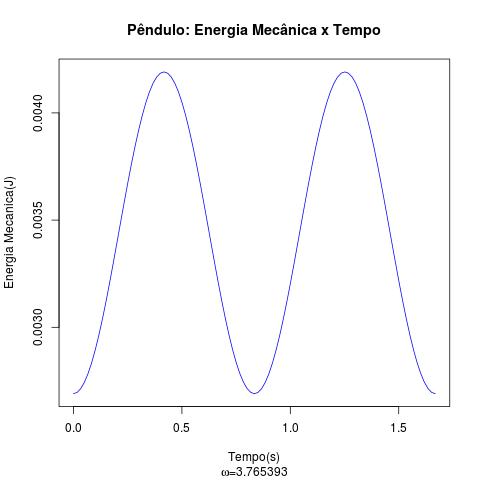 Pêndulo: Energia Mecânica x Tempo
Energia Mecanica(J)
0.0040
0.0035
0.0030
0.0 0.5 1.0 1.5
Tempo(s)
ω=3.765393